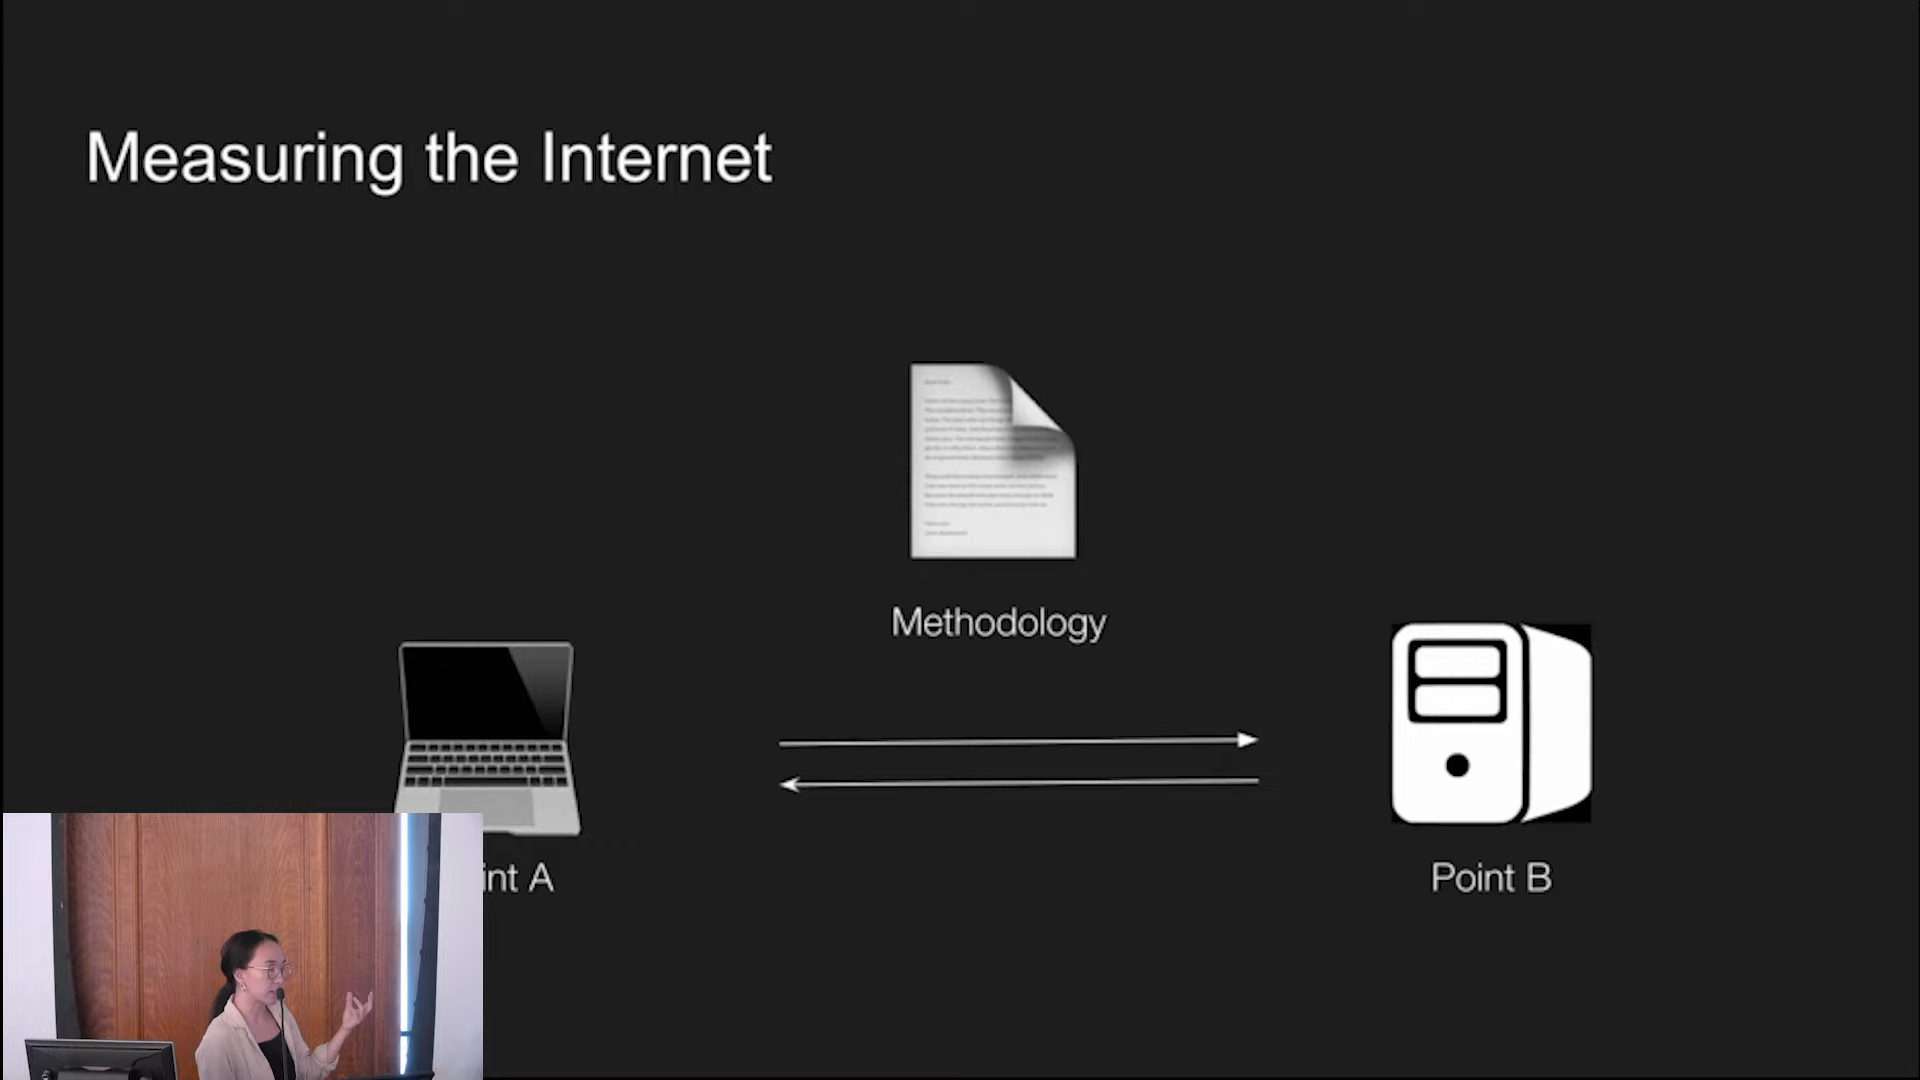 Measuring the Internet
Methodology
int A
Point B